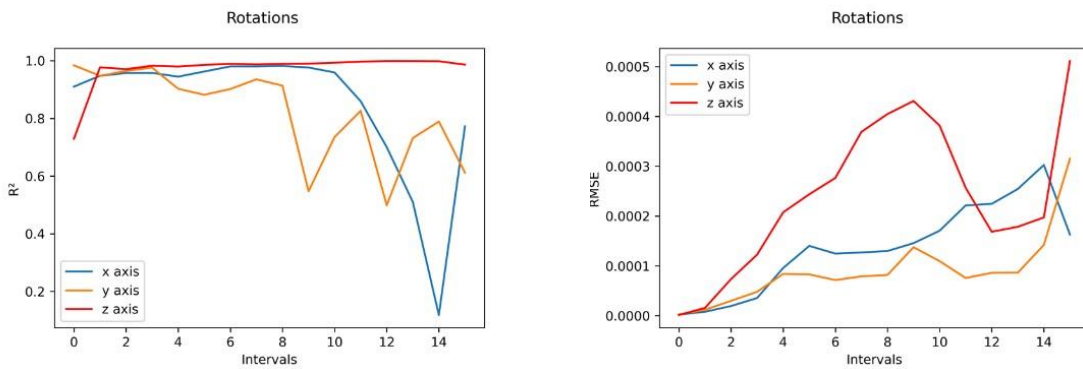 Rotations
1.0
0.8
0.6
0.4
0.2
R²
x axis
y axis
z axis
0 2 4 6 8 10 12 14
Intervals
Rotations
0.0005
0.0004
0.0003
0.0002
0.0001
0.0000
RMSE
x axis
y axis
z axis
0 2 4 6 8 10 12 14
Intervals